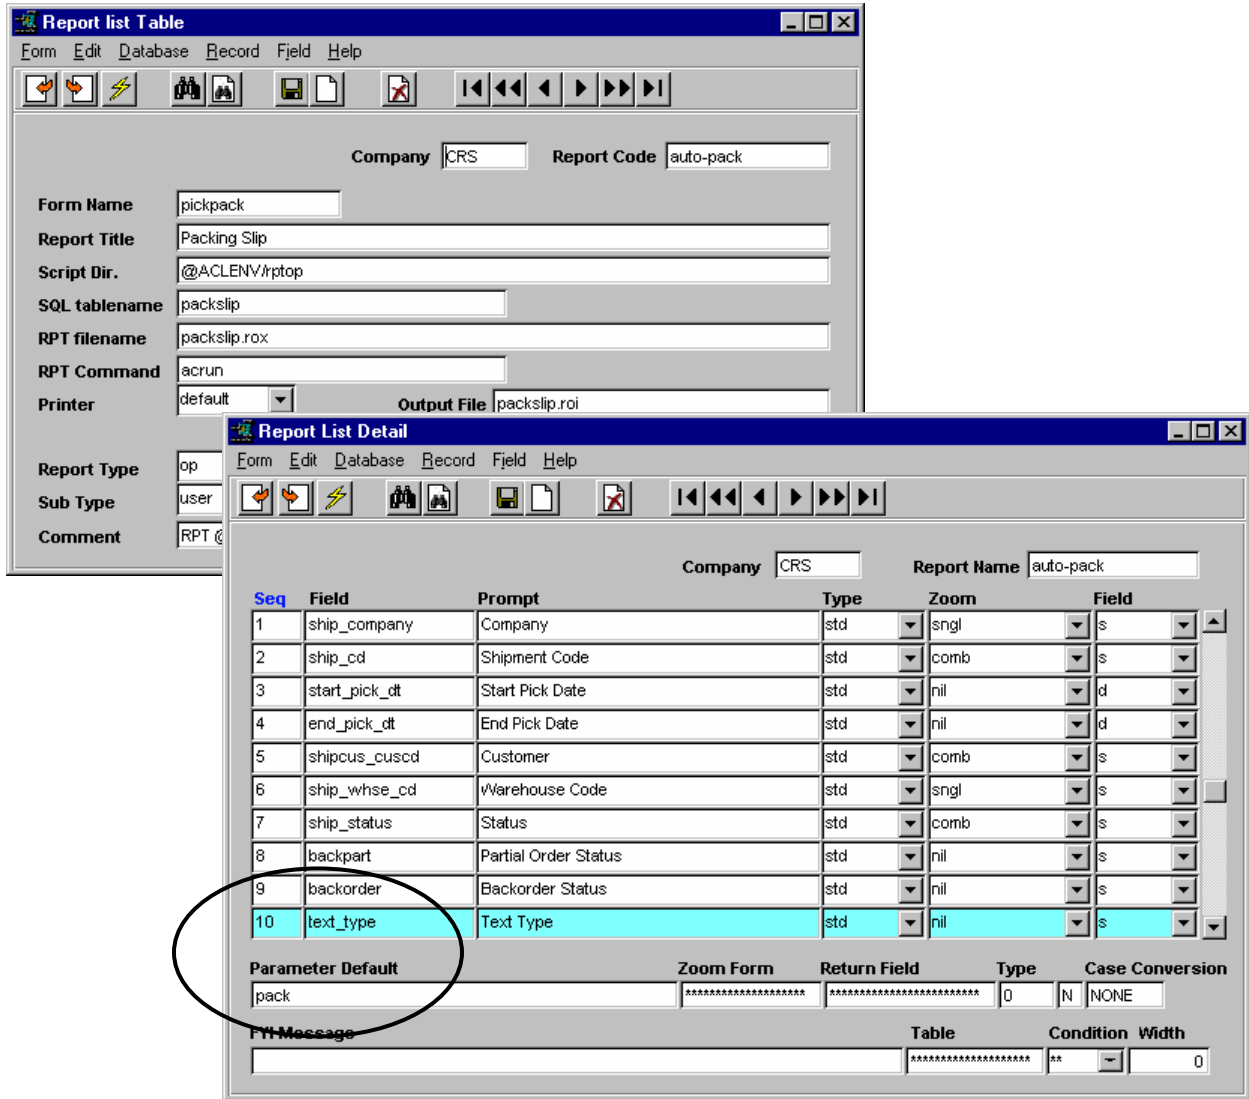 Report list Table
Form Edit Database Record Field Help
Company CRS Report Code auto-pack
Form Name pickpack
Report Title Packing Slip
Script Dir. @ACLENV/rptop
SQL tablename packslip
RPT filename packslip.rox
RPT Command acrun
Printer default Output File packslip.roi
Report Type op
Sub Type user
Comment RPT @
Report List Detail
Form Edit Database Record Field Help
Company CRS Report Name auto-pack
Seq Field Prompt Type Zoom Field
1 ship_company Company std sngl s
2 ship_cd Shipment Code std comb s
3 start_pick_dt Start Pick Date std nil d
4 end_pick_dt End Pick Date std nil d
5 shipcus_cuscd Customer std comb s
6 ship_whse_cd Warehouse Code std sngl s
7 ship_status Status std comb s
8 backpart Partial Order Status std nil s
9 backorder Backorder Status std nil s
10 text_type Text Type std nil s
Parameter Default Zoom Form Return Field Type Case Conversion
pack ******************** ************************* 0 N NONE
FYI Message Table Condition Width
******************** ** 0